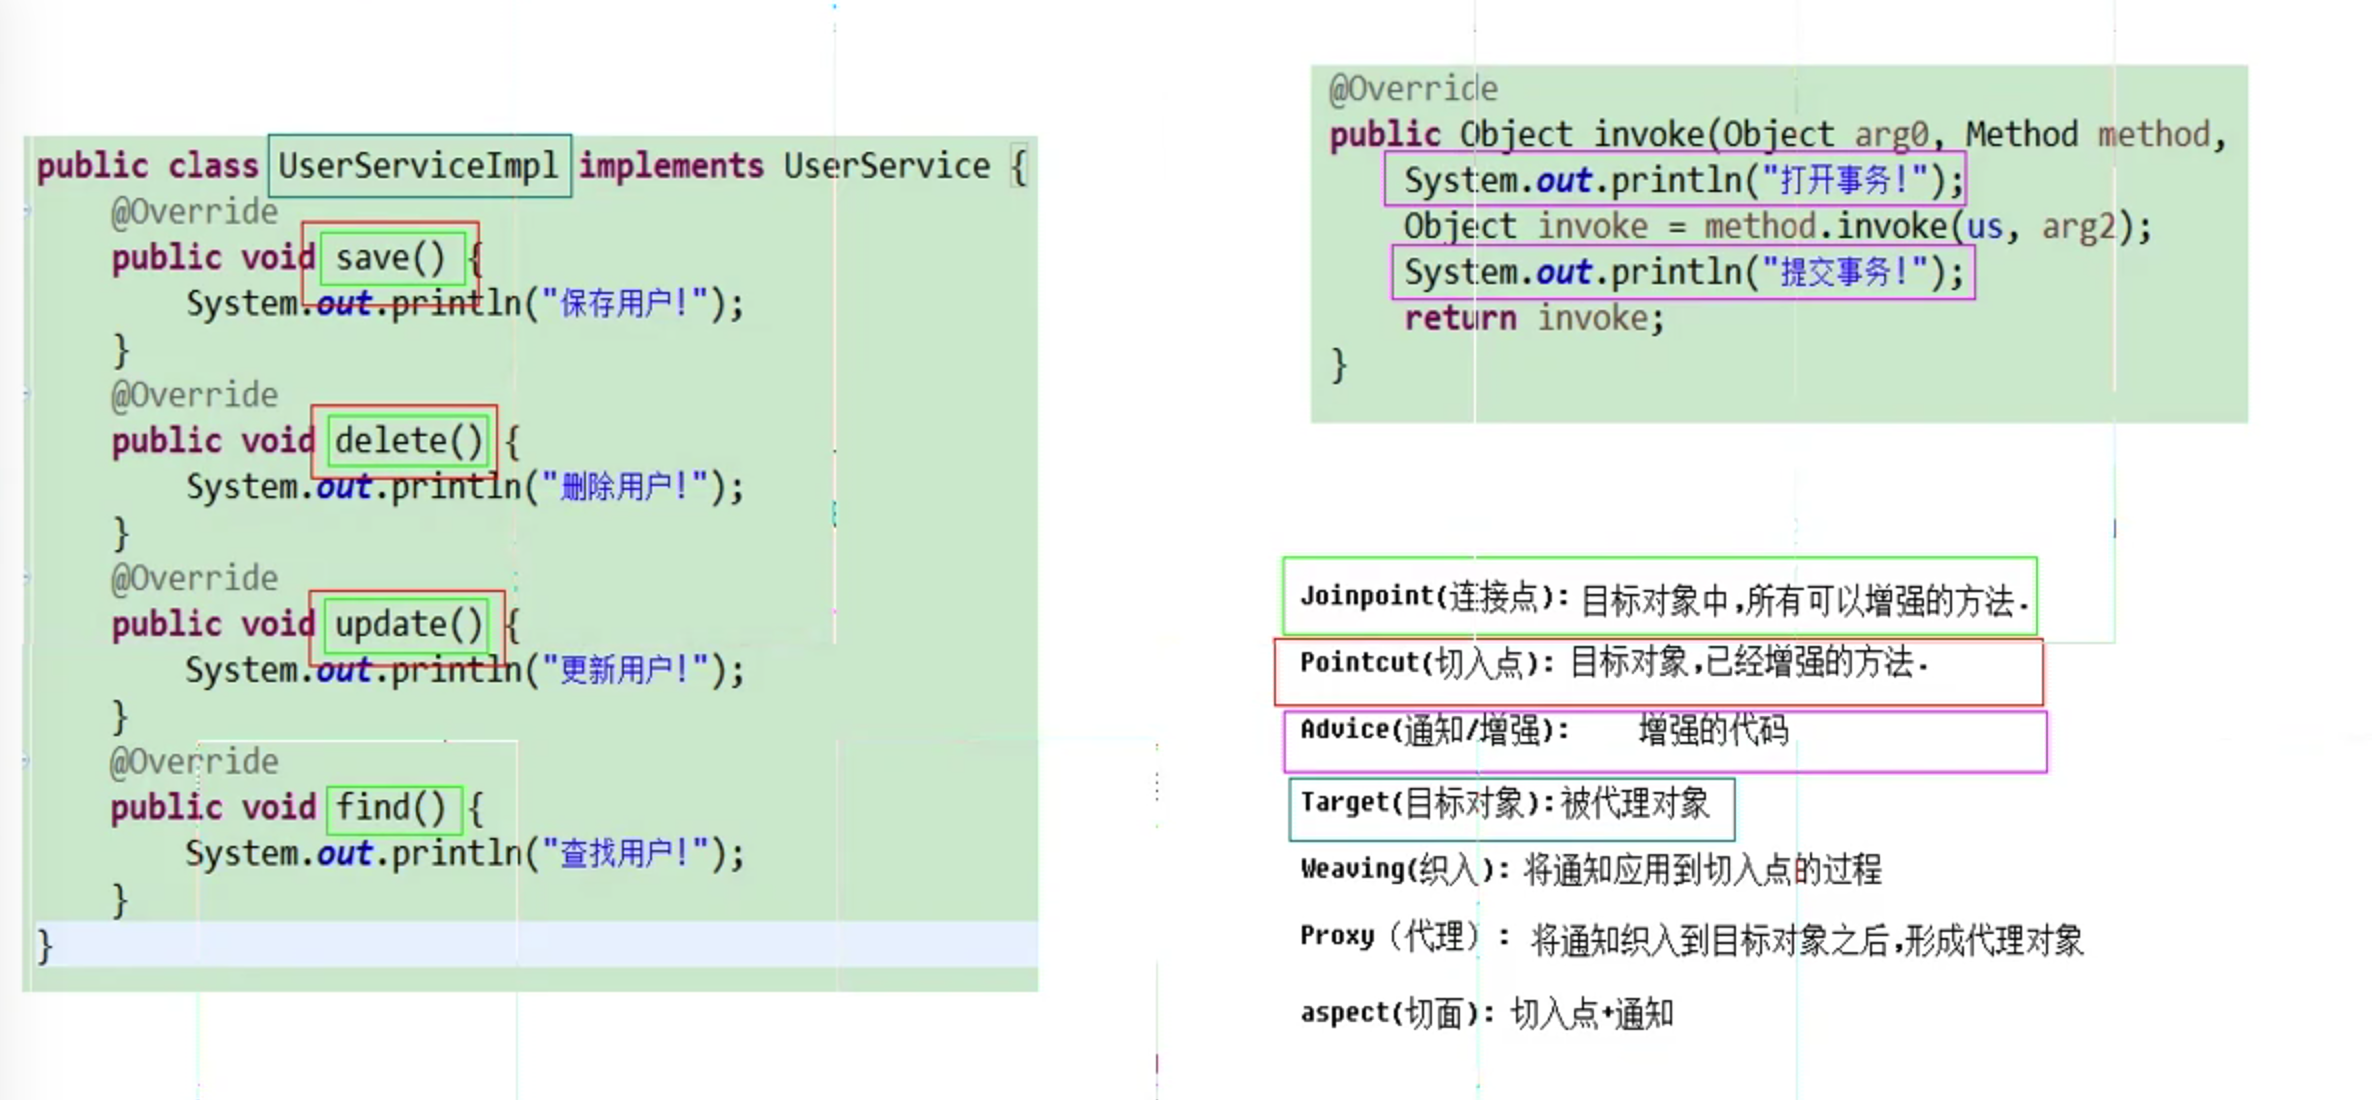 public class UserServiceImpl implements UserService {
@Override
public void save() {
System.out.println("保存用户!");
}
@Override
public void delete() {
System.out.println("删除用户!");
}
@Override
public void update() {
System.out.println("更新用户!");
}
@Override
public void find() {
System.out.println("查找用户!");
}
}
@Override
public Object invoke(Object arg0, Method method,
System.out.println("打开事务!");
Object invoke = method.invoke(us, arg2);
System.out.println("提交事务!");
return invoke;
}
Joinpoint(连接点): 目标对象中,所有可以增强的方法.
Pointcut(切入点): 目标对象,已经增强的方法.
Advice(通知/增强): 增强的代码
Target(目标对象):被代理对象
Weaving(织入): 将通知应用到切入点的过程
Proxy（代理）: 将通知织入到目标对象之后,形成代理对象
aspect(切面): 切入点+通知